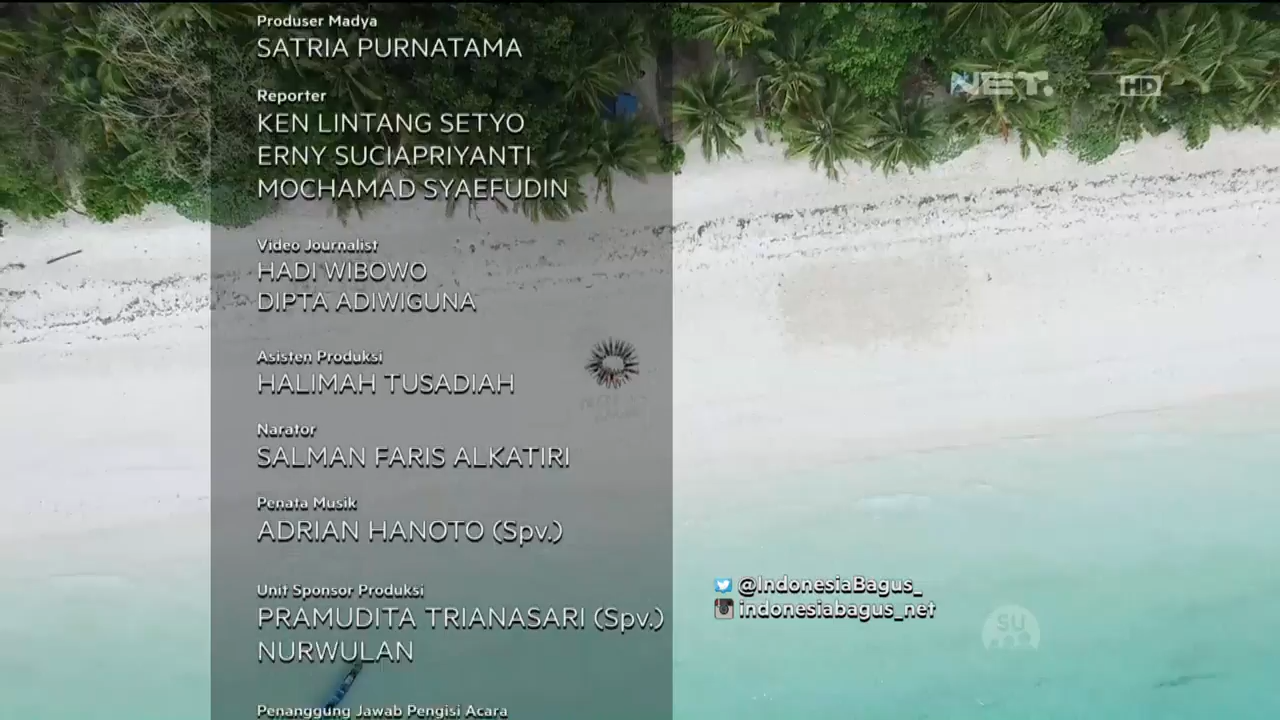 Produser Madya
SATRIA PURNATAMA
Reporter
KEN LINTANG SETYO
ERNY SUCIAPRIYANTI
MOCHAMAD SYAEFUDIN
Video Journalist
HADI WIBOWO
DIPTA ADIWIGUNA
Asisten Produksi
HALIMAH TUSADIAH
Narator
SALMAN FARIS ALKATIRI
Penata Musik
ADRIAN HANOTO (Spv.)
Unit Sponsor Produksi
PRAMUDITA TRIANASARI (Spv.)
NURWULAN
Penanggung Jawab Pengisi Acara
NET.
HD
@IndonesiaBagus_
indonesiabagus_net
su